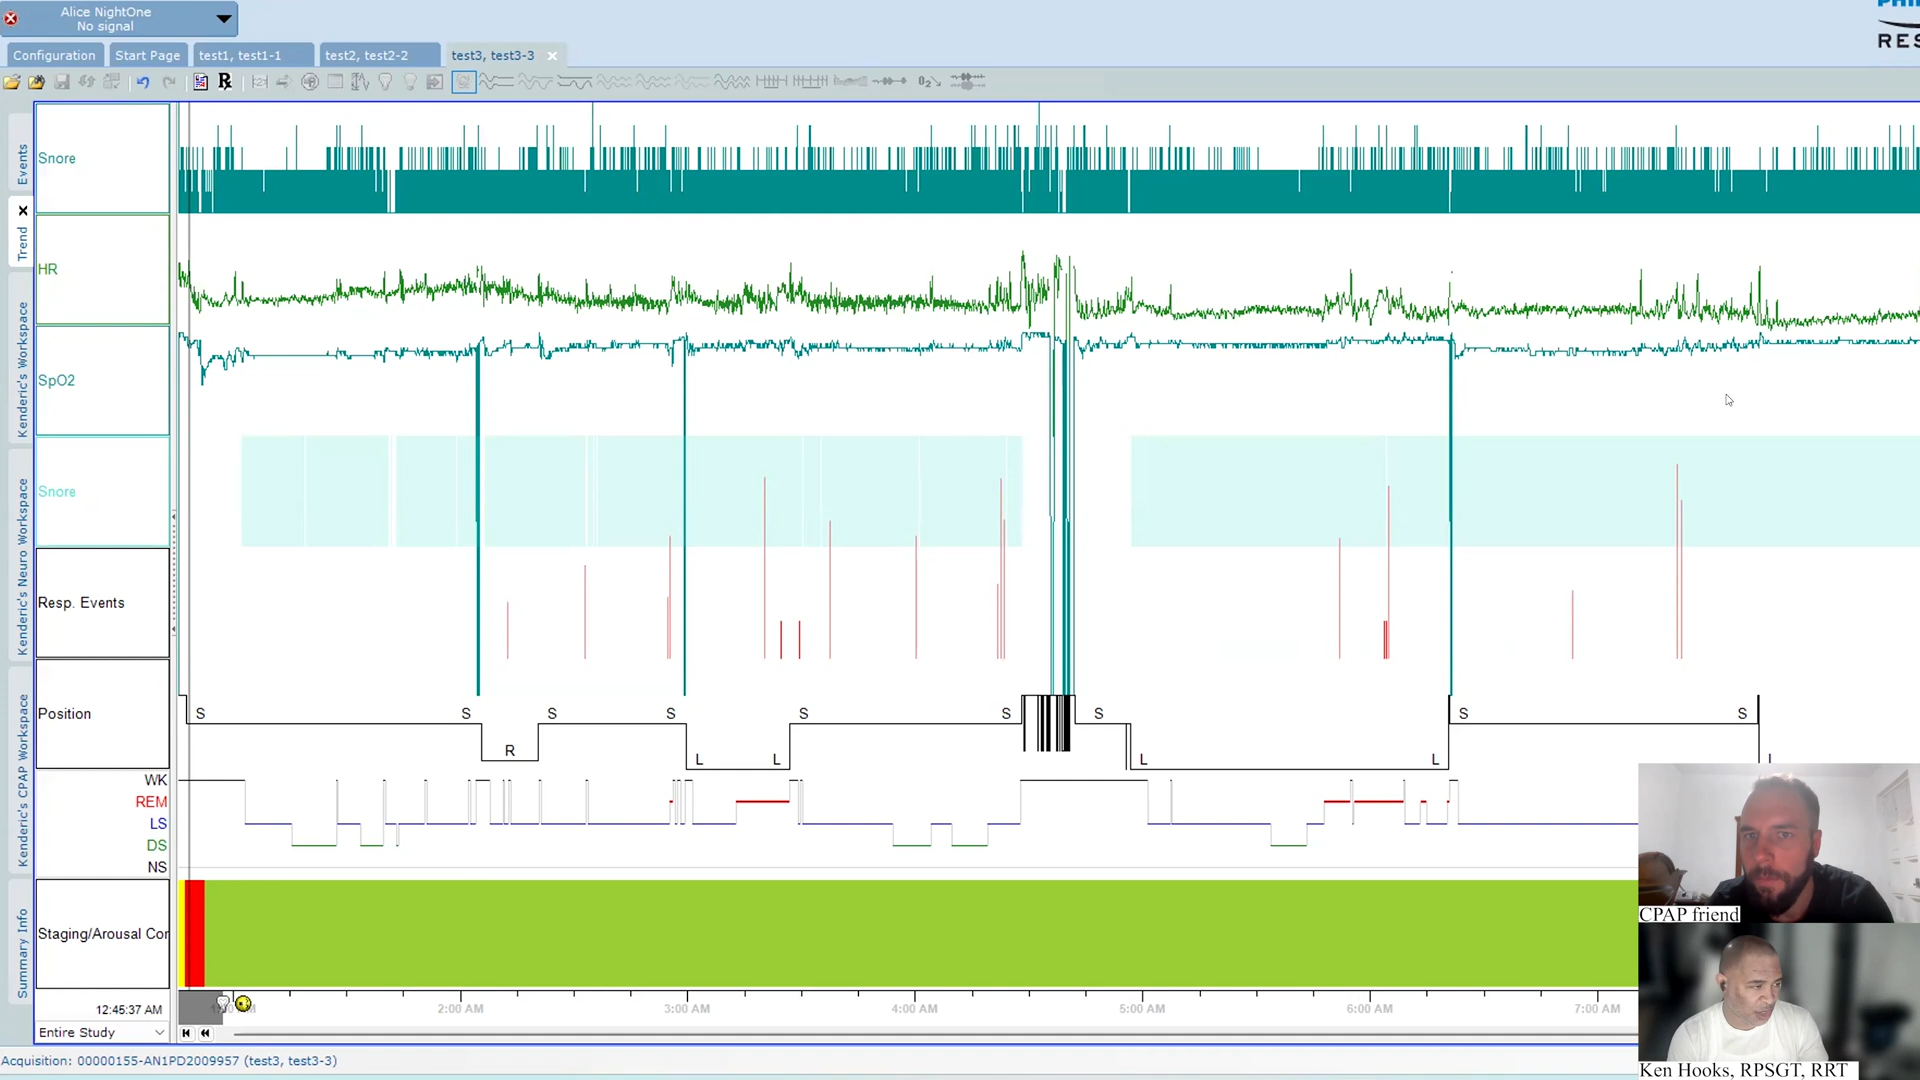 Alice NightOne
No signal
RES
Configuration
Start Page
test1, test1-1
test2, test2-2
test3, test3-3
Events
Trend
Kenderic's Workspace
Kenderic's Neuro Workspace
Kenderic's CPAP Workspace
Summary Info
Snore
HR
SpO2
Snore
Resp. Events
Position
S
S
S
S
S
S
S
S
S
R
L
L
L
L
L
WK
REM
LS
DS
NS
Staging/Arousal Cor
12:45:37 AM
2:00 AM
3:00 AM
4:00 AM
5:00 AM
6:00 AM
7:00 AM
Entire Study
CPAP friend
Ken Hooks, RPSGT, RRT
Acquisition: 00000155-AN1PD2009957 (test3, test3-3)